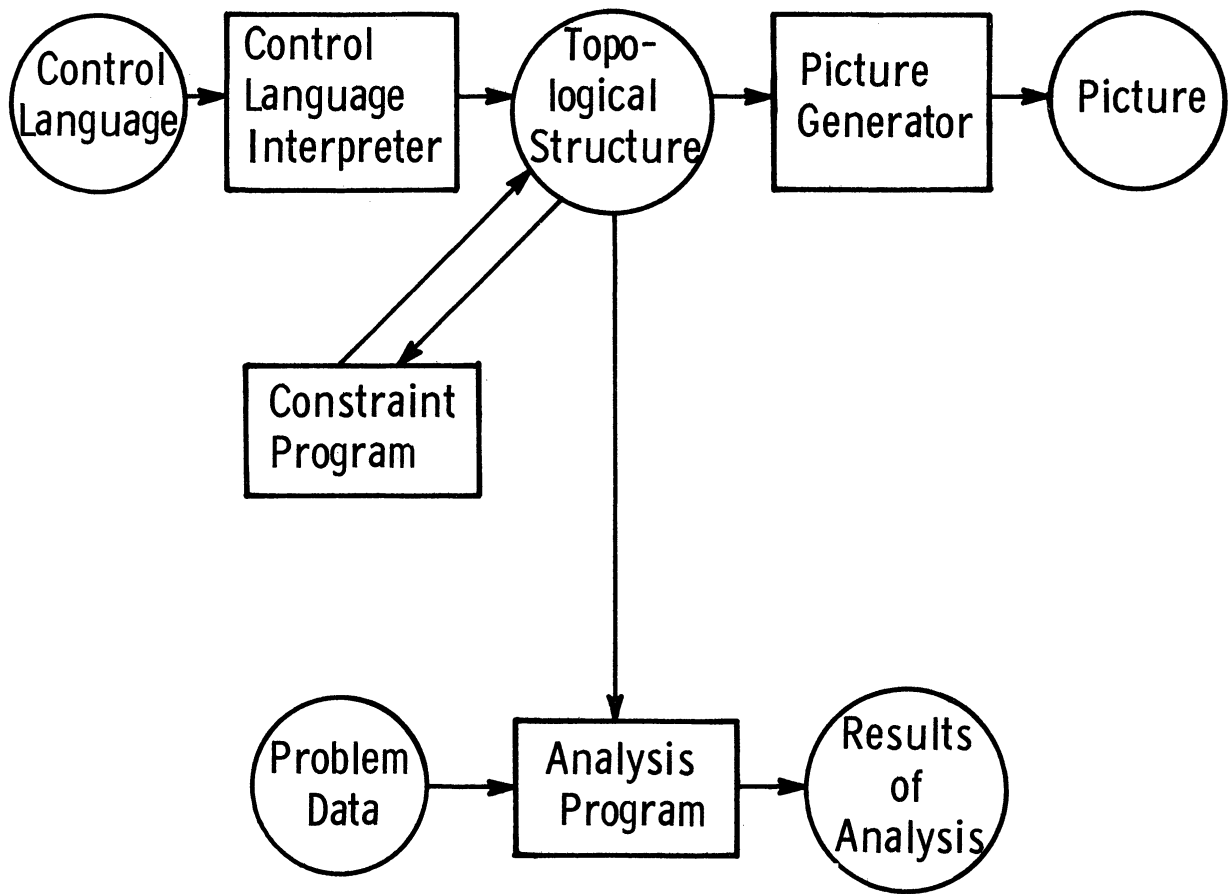 Control
Language
Control
Language
Interpreter
Topo-
logical
Structure
Picture
Generator
Picture
Constraint
Program
Problem
Data
Analysis
Program
Results
of
Analysis